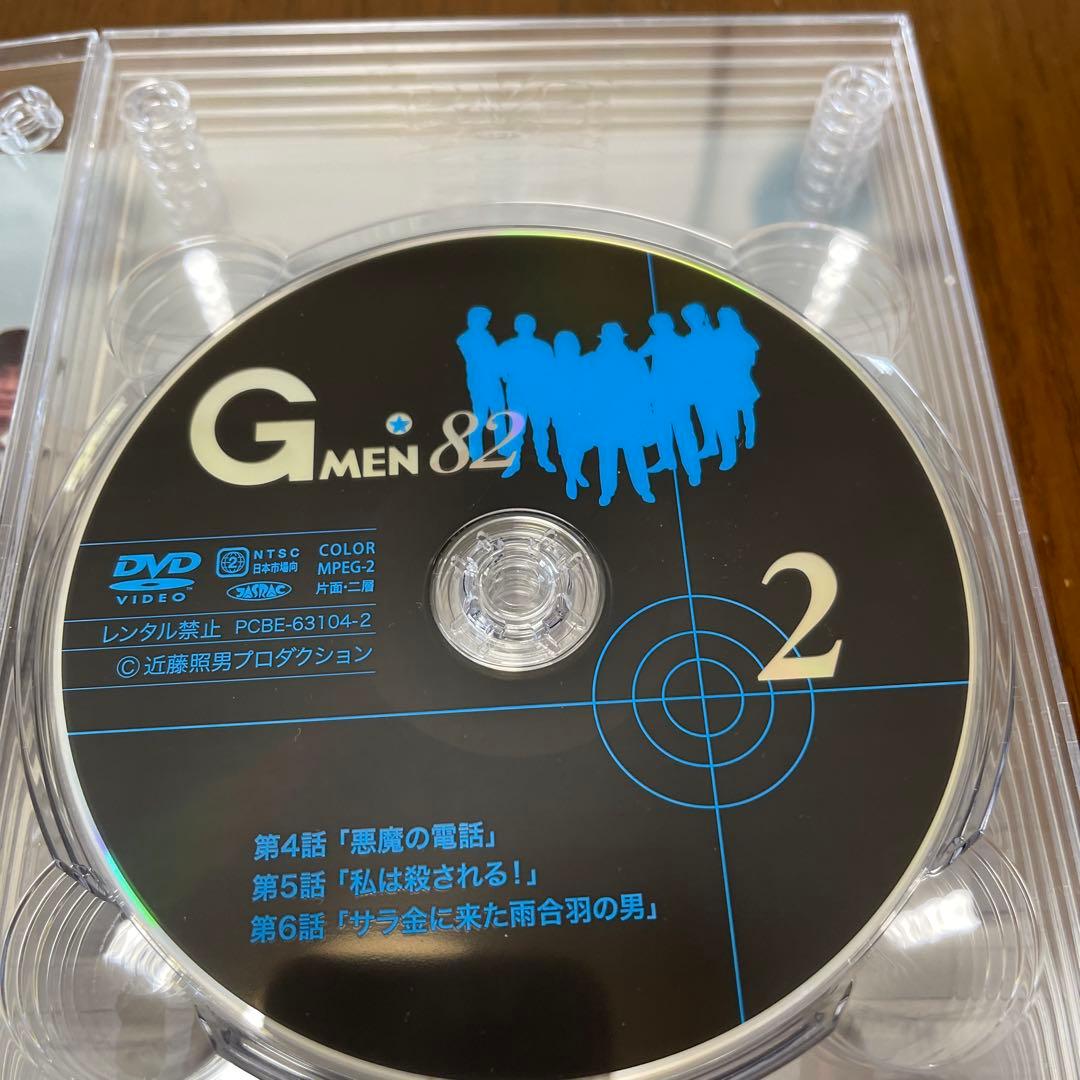 G MEN 82
DVD VIDEO
2 NTSC 日本市場向
COLOR MPEG-2 片面・二層
JASRAC
レンタル禁止 PCBE-63104-2
©近藤照男プロダクション
2
第4話「悪魔の電話」
第5話「私は殺される!」
第6話「サラ金に来た雨合羽の男」